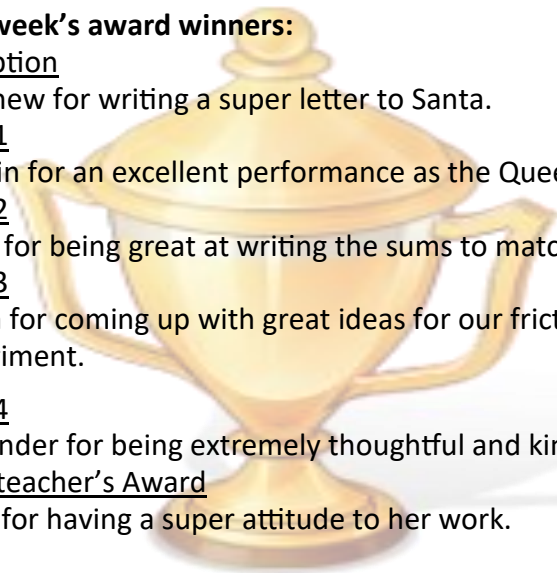 week’s award winners:
ption
new for writing a super letter to Santa.
1
in for an excellent performance as the Quee
2
for being great at writing the sums to matc
3
for coming up with great ideas for our frict
riment.
4
nder for being extremely thoughtful and kin
teacher’s Award
for having a super attitude to her work.